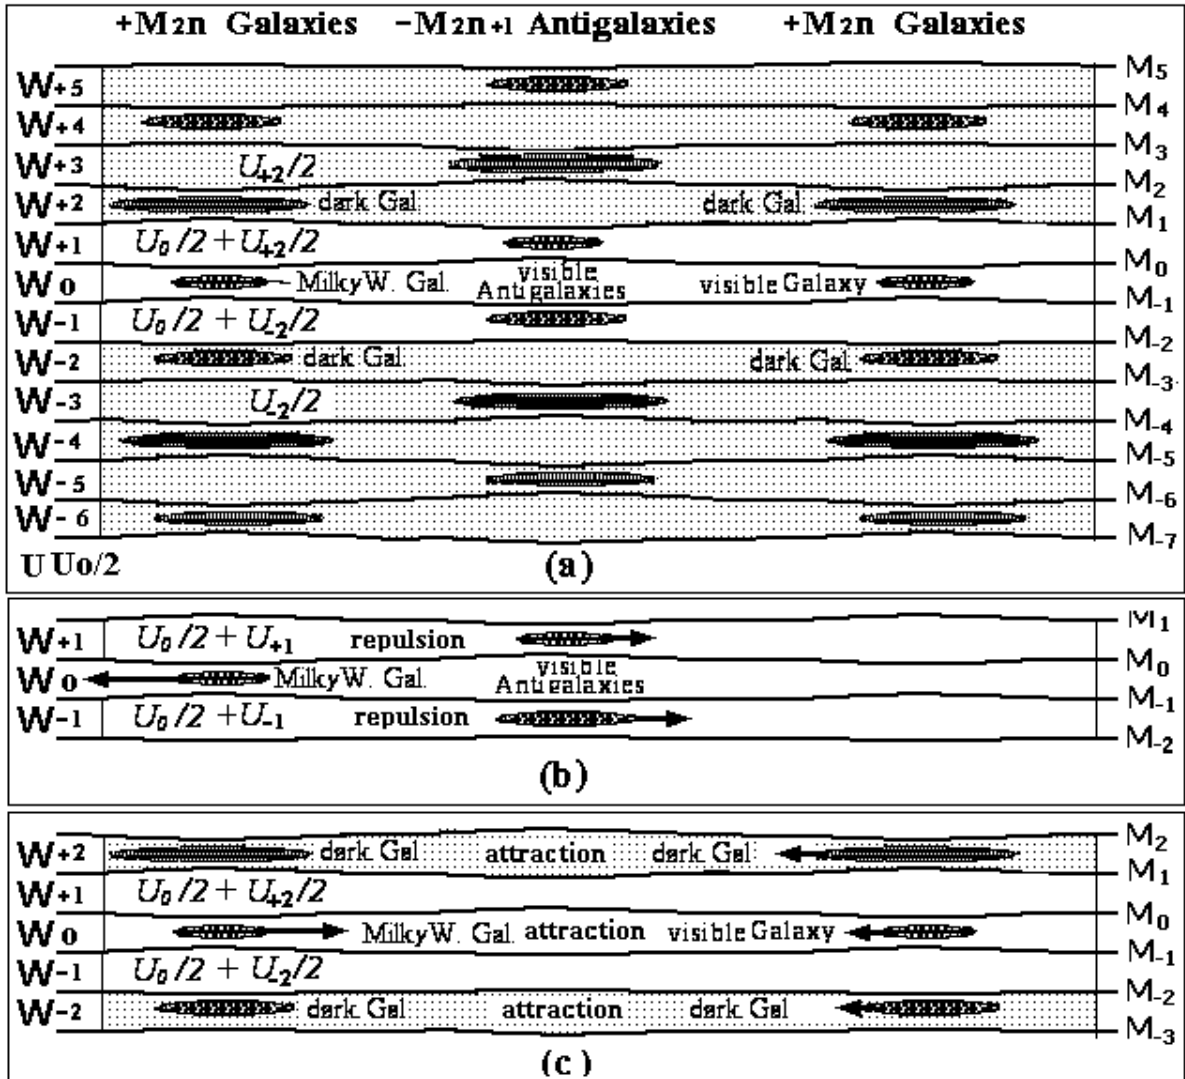 +M2n Galaxies −M2n+1 Antigalaxies +M2n Galaxies
M5
W+5
M4
W+4
M3
W+3 U+2/2
M2
W+2 dark Gal. dark Gal.
M1
W+1 U0/2 + U+2/2
M0
W0 MilkyW. Gal. visible Antigalaxies visible Galaxy
M-1
W-1 U0/2 + U-2/2
M-2
W-2 dark Gal. dark Gal.
M-3
W-3 U-2/2
M-4
W-4
M-5
W-5
M-6
W-6
M-7
U Uo/2 (a)
M1
W+1 U0/2 + U+1 repulsion
M0
W0 MilkyW. Gal. visible Antigalaxies
M-1
W-1 U0/2 +U-1 repulsion
M-2
(b)
M2
W+2 dark Gal attraction dark Gal
M1
W+1 U0/2 + U+2/2
M0
W0 MilkyW. Gal. attraction visible Galaxy
M-1
W-1 U0/2 + U-2/2
M-2
W-2 dark Gal attraction dark Gal
M-3
(c)